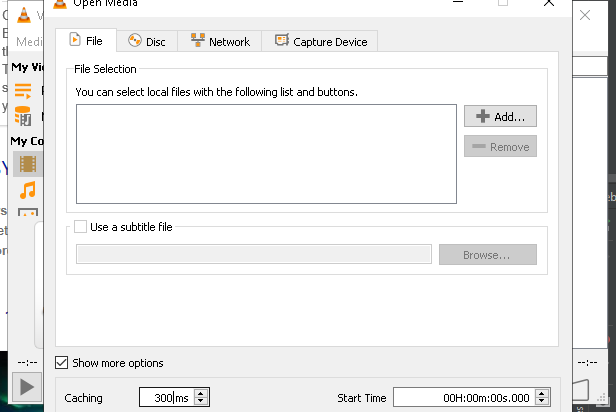 Open Media
File
Disc
Network
Capture Device
Medi
My Vi
My Co
File Selection
You can select local files with the following list and buttons.
Add...
Remove
Use a subtitle file
Browse...
Show more options
--:--
--:--
Caching
300 ms
Start Time
00H:00m:00s.000